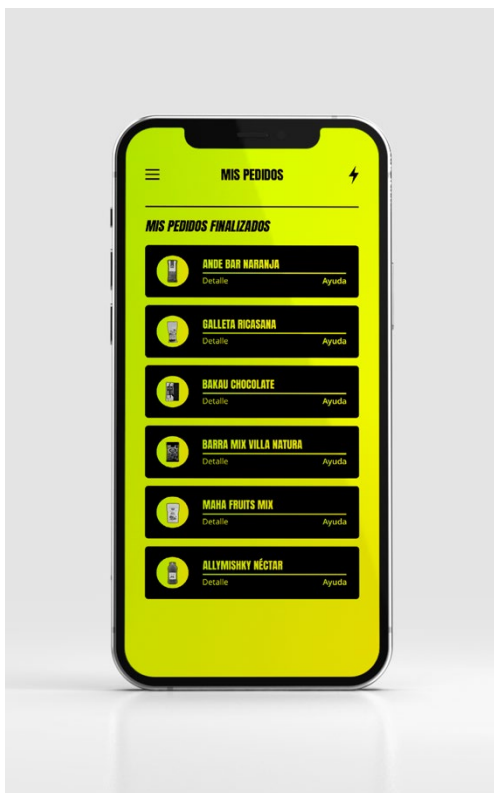 MIS PEDIDOS
MIS PEDIDOS FINALIZADOS
ANDE BAR NARANJA
Detalle Ayuda
GALLETA RICASANA
Detalle Ayuda
BAKAU CHOCOLATE
Detalle Ayuda
BARRA MIX VILLA NATURA
Detalle Ayuda
MAHA FRUITS MIX
Detalle Ayuda
ALLYMISHKY NÉCTAR
Detalle Ayuda